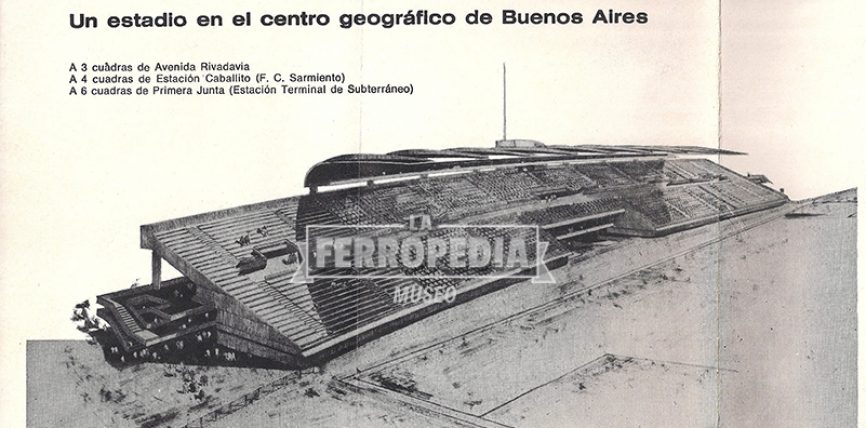 Un estadio en el centro geográfico de Buenos Aires
A 3 cuàdras de Avenida Rivadavia
A 4 cuadras de Estación Caballito (F. C. Sarmiento)
A 6 cuadras de Primera Junta (Estación Terminal de Subterráneo)
LA
FERROPEDIA
MUSEO